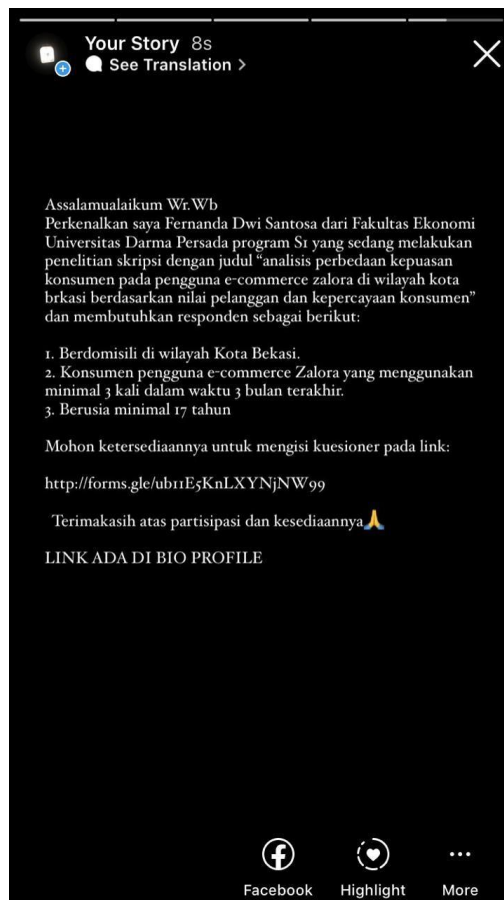 Your Story 8s
See Translation >
Assalamualaikum Wr.Wb
Perkenalkan saya Fernanda Dwi Santosa dari Fakultas Ekonomi
Universitas Darma Persada program S1 yang sedang melakukan
penelitian skripsi dengan judul “analisis perbedaan kepuasan
konsumen pada pengguna e-commerce zalora di wilayah kota
brkasi berdasarkan nilai pelanggan dan kepercayaan konsumen”
dan membutuhkan responden sebagai berikut:
1. Berdomisili di wilayah Kota Bekasi.
2. Konsumen pengguna e-commerce Zalora yang menggunakan
minimal 3 kali dalam waktu 3 bulan terakhir.
3. Berusia minimal 17 tahun
Mohon ketersediaannya untuk mengisi kuesioner pada link:
http://forms.gle/ub11E5KnLXYNjNW99
Terimakasih atas partisipasi dan kesediaannya🙏
LINK ADA DI BIO PROFILE
Facebook Highlight More